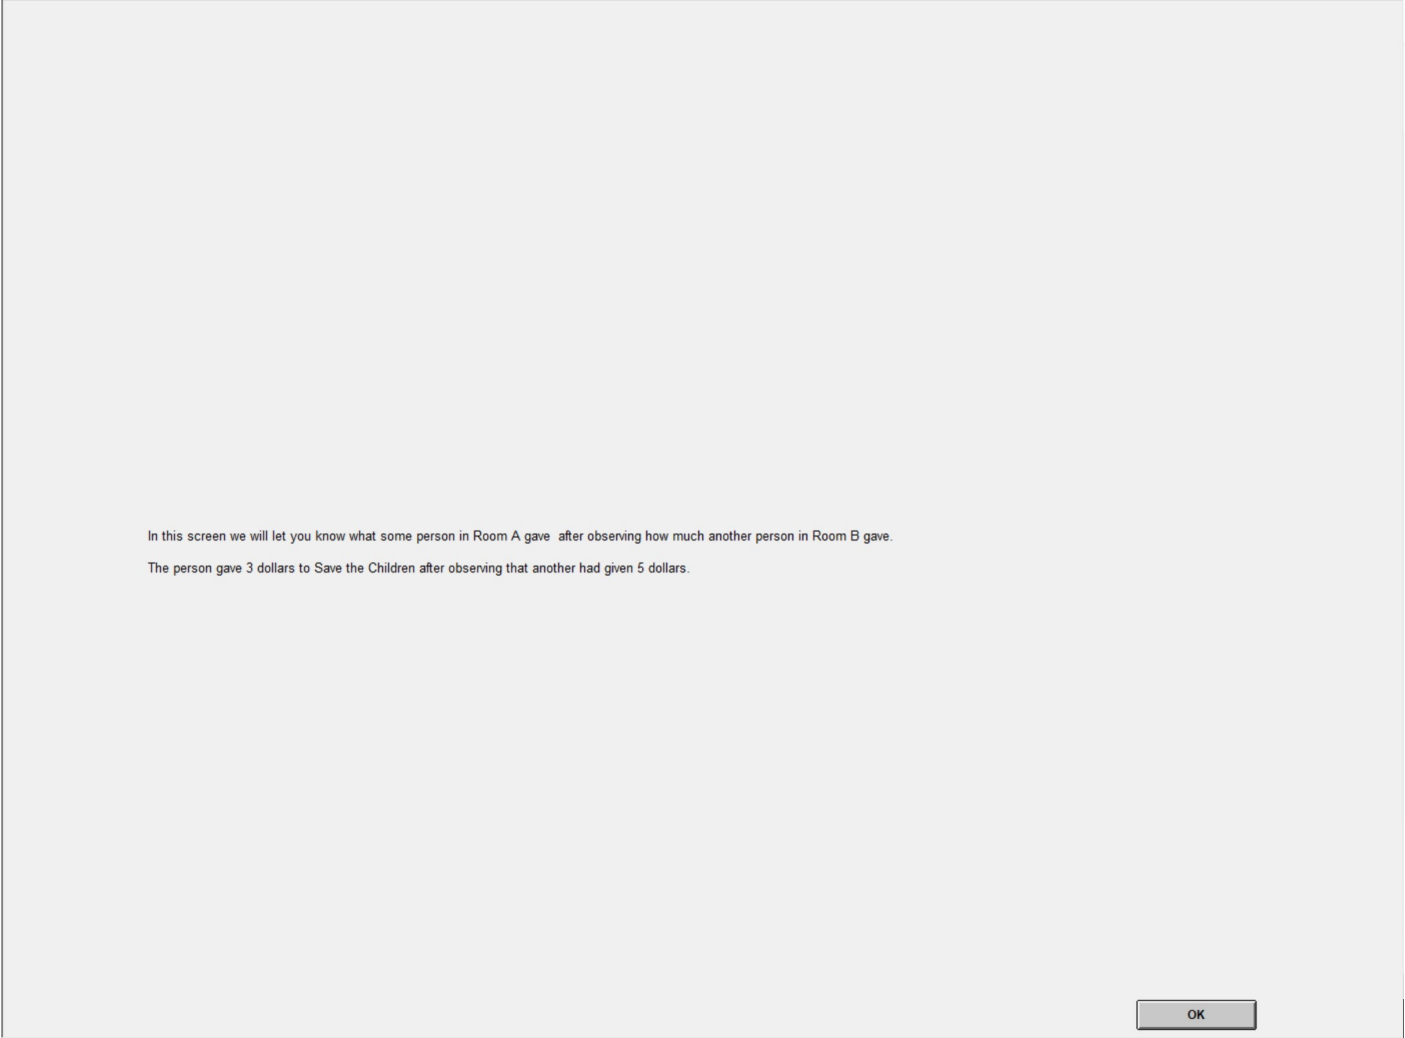 In this screen we will let you know what some person in Room A gave  after observing how much another person in Room B gave.
The person gave 3 dollars to Save the Children after observing that another had given 5 dollars.
OK